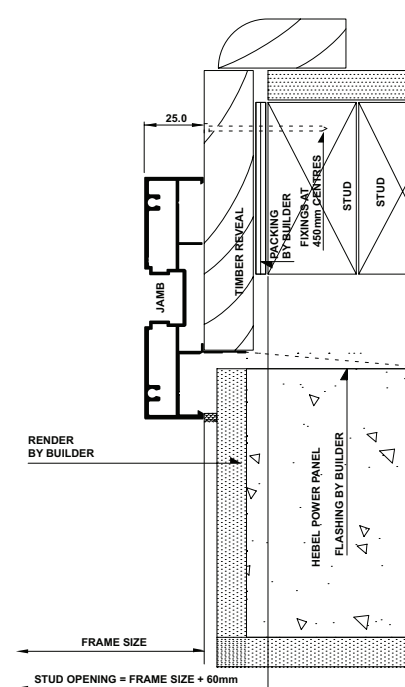 25.0
JAMB
TIMBER REVEAL
PACKING
BY BUILDER
FIXINGS AT
450mm CENTRES
STUD
STUD
RENDER
BY BUILDER
HEBEL POWER PANEL
FLASHING BY BUILDER
FRAME SIZE
STUD OPENING = FRAME SIZE + 60mm